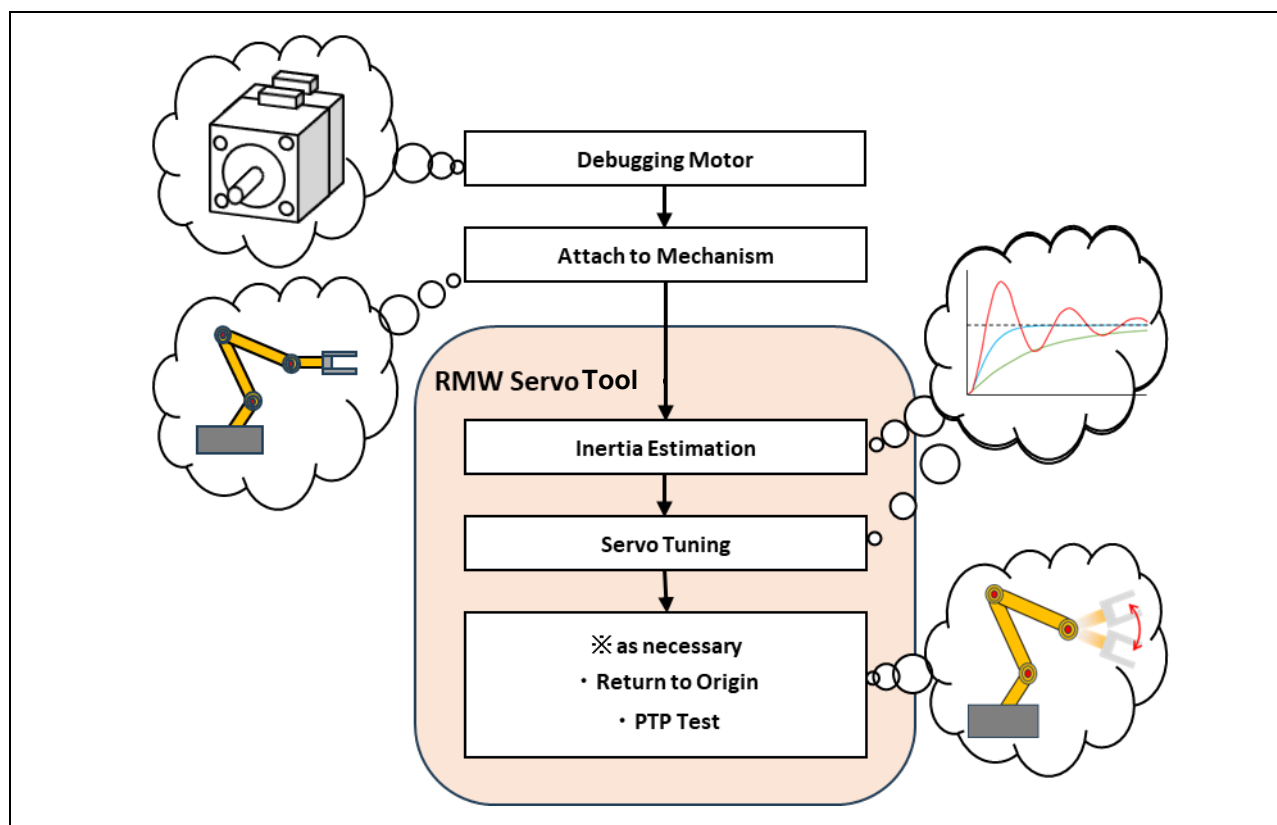 Debugging Motor
Attach to Mechanism
RMW Servo Tool
Inertia Estimation
Servo Tuning
※ as necessary
・Return to Origin
・PTP Test